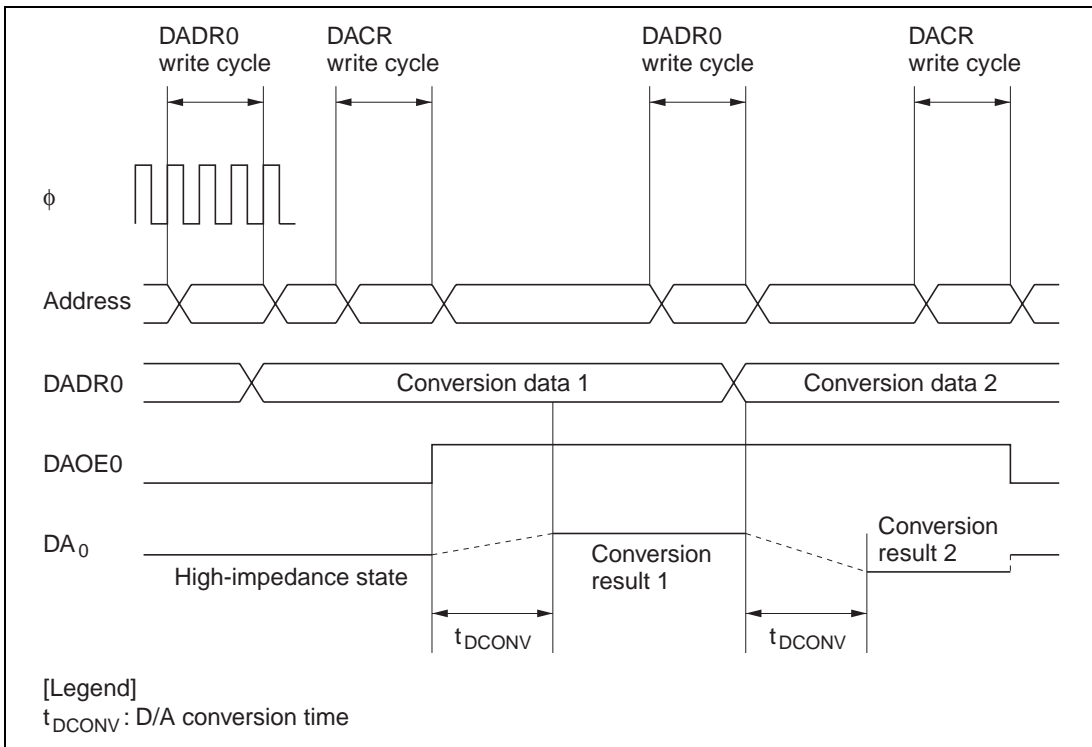 DADR0
write cycle
DACR
write cycle
DADR0
write cycle
DACR
write cycle
ϕ
Address
DADR0
Conversion data 1
Conversion data 2
DAOE0
DA0
High-impedance state
Conversion
result 1
Conversion
result 2
tDCONV
tDCONV
[Legend]
tDCONV : D/A conversion time